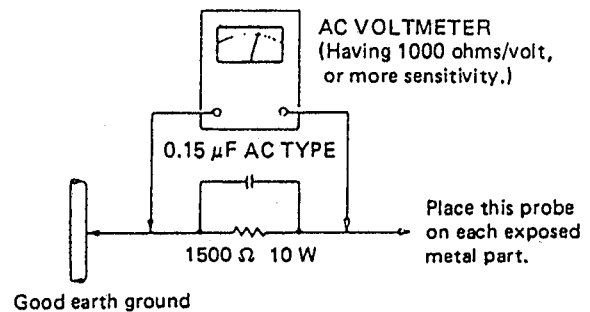 AC VOLTMETER
(Having 1000 ohms/volt,
or more sensitivity.)
0.15 μF AC TYPE
1500 Ω 10 W
Place this probe
on each exposed
metal part.
Good earth ground